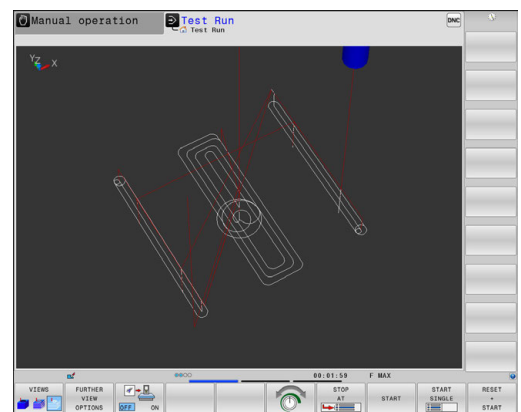 Manual operation
Test Run
Test Run
DNC
YZ X
00:01:59 F MAX
VIEWS
FURTHER
VIEW
OPTIONS
OFF ON
STOP
AT
START
START
SINGLE
RESET
+
START